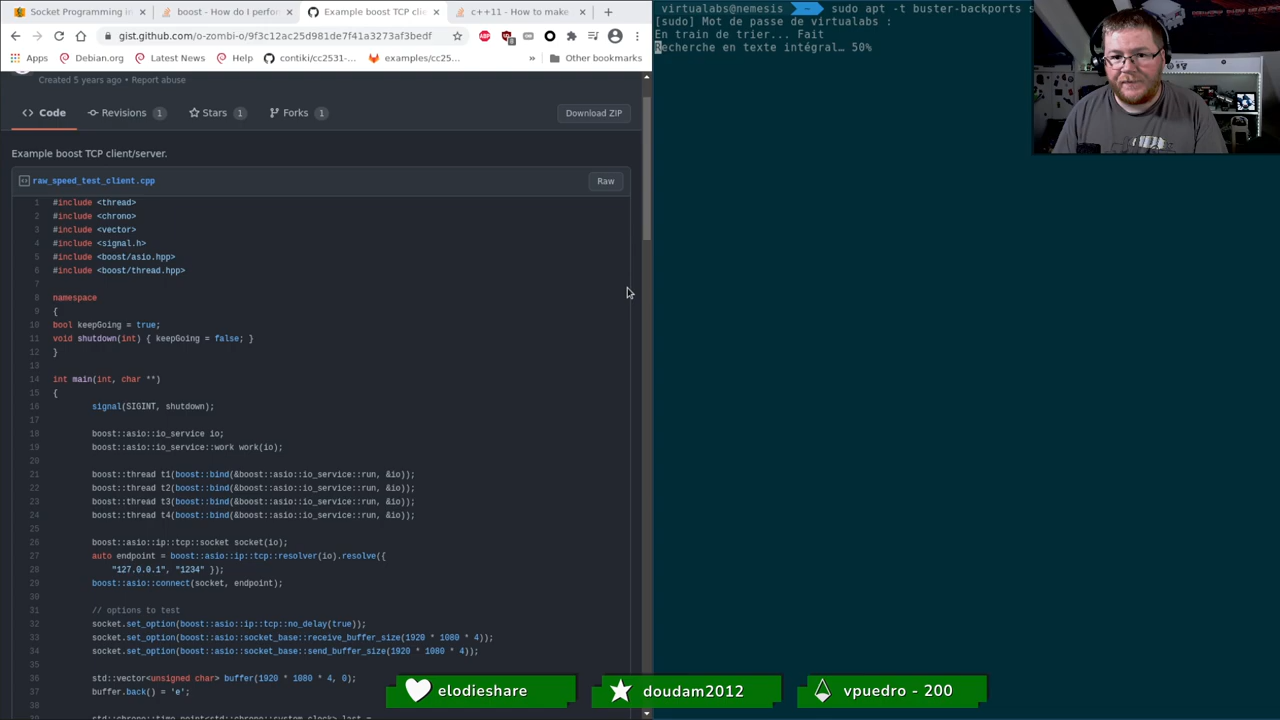 Socket Programming in
boost - How do I perfor
Example boost TCP clie
c++11 - How to make
gist.github.com/o-zombi-o/9f3c12ac25d981de7f41a3273af3bedf
Apps
Debian.org
Latest News
Help
contiki/cc2531-...
examples/cc25...
»
Other bookmarks
Created 5 years ago • Report abuse
Code
Revisions 1
Stars 1
Forks 1
Download ZIP
Example boost TCP client/server.
raw_speed_test_client.cpp
Raw
1 #include <thread>
2 #include <chrono>
3 #include <vector>
4 #include <signal.h>
5 #include <boost/asio.hpp>
6 #include <boost/thread.hpp>
7
8 namespace
9 {
10 bool keepGoing = true;
11 void shutdown(int) { keepGoing = false; }
12 }
13
14 int main(int, char **)
15 {
16 signal(SIGINT, shutdown);
17
18 boost::asio::io_service io;
19 boost::asio::io_service::work work(io);
20
21 boost::thread t1(boost::bind(&boost::asio::io_service::run, &io));
22 boost::thread t2(boost::bind(&boost::asio::io_service::run, &io));
23 boost::thread t3(boost::bind(&boost::asio::io_service::run, &io));
24 boost::thread t4(boost::bind(&boost::asio::io_service::run, &io));
25
26 boost::asio::ip::tcp::socket socket(io);
27 auto endpoint = boost::asio::ip::tcp::resolver(io).resolve({
28 "127.0.0.1", "1234" });
29 boost::asio::connect(socket, endpoint);
30
31 // options to test
32 socket.set_option(boost::asio::ip::tcp::no_delay(true));
33 socket.set_option(boost::asio::socket_base::receive_buffer_size(1920 * 1080 * 4));
34 socket.set_option(boost::asio::socket_base::send_buffer_size(1920 * 1080 * 4));
35
36 std::vector<unsigned char> buffer(1920 * 1080 * 4, 0);
37 buffer.back() = 'e';
virtualabs@nemesis ~ sudo apt -t buster-backports s
[sudo] Mot de passe de virtualabs :
En train de trier... Fait
Recherche en texte intégral… 50%
elodieshare
doudam2012
vpuedro - 200